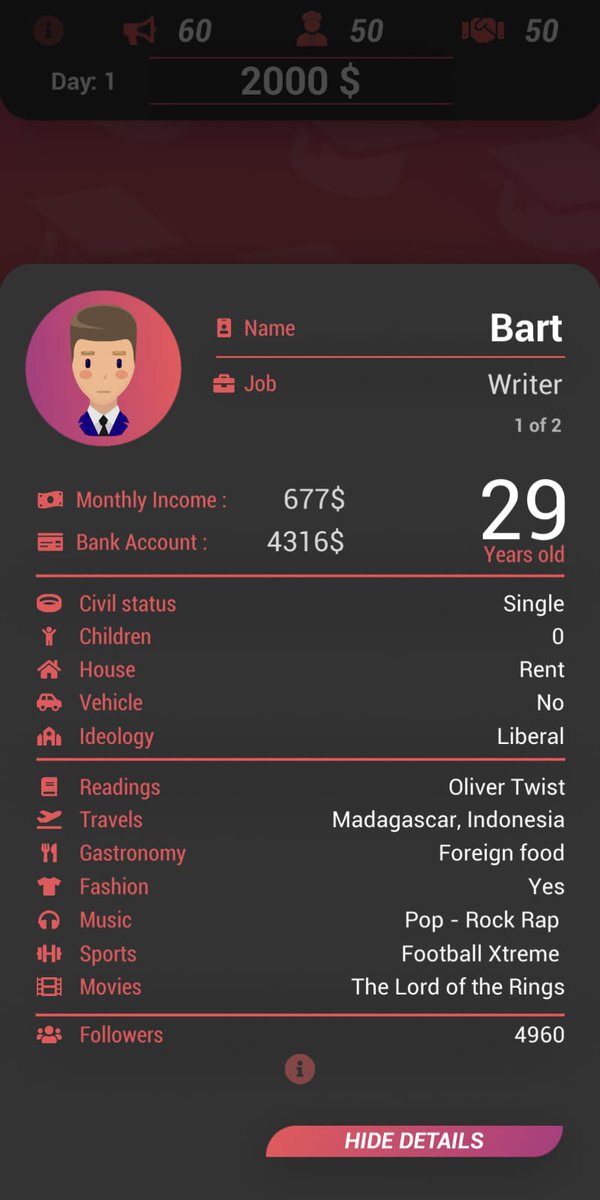 60 50 50
Day: 1 2000 $
Name Bart
Job Writer
1 of 2
Monthly Income : 677$
Bank Account : 4316$
29
Years old
Civil status Single
Children 0
House Rent
Vehicle No
Ideology Liberal
Readings Oliver Twist
Travels Madagascar, Indonesia
Gastronomy Foreign food
Fashion Yes
Music Pop - Rock Rap
Sports Football Xtreme
Movies The Lord of the Rings
Followers 4960
HIDE DETAILS